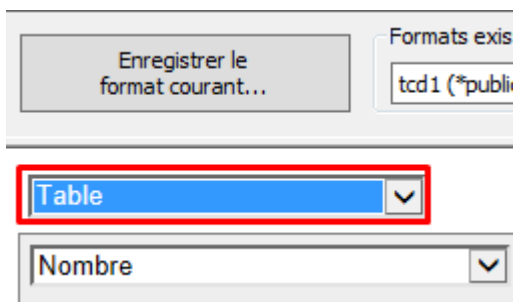 Enregistrer le
format courant...
Formats exis
tcd1 (*publi
Table
Nombre